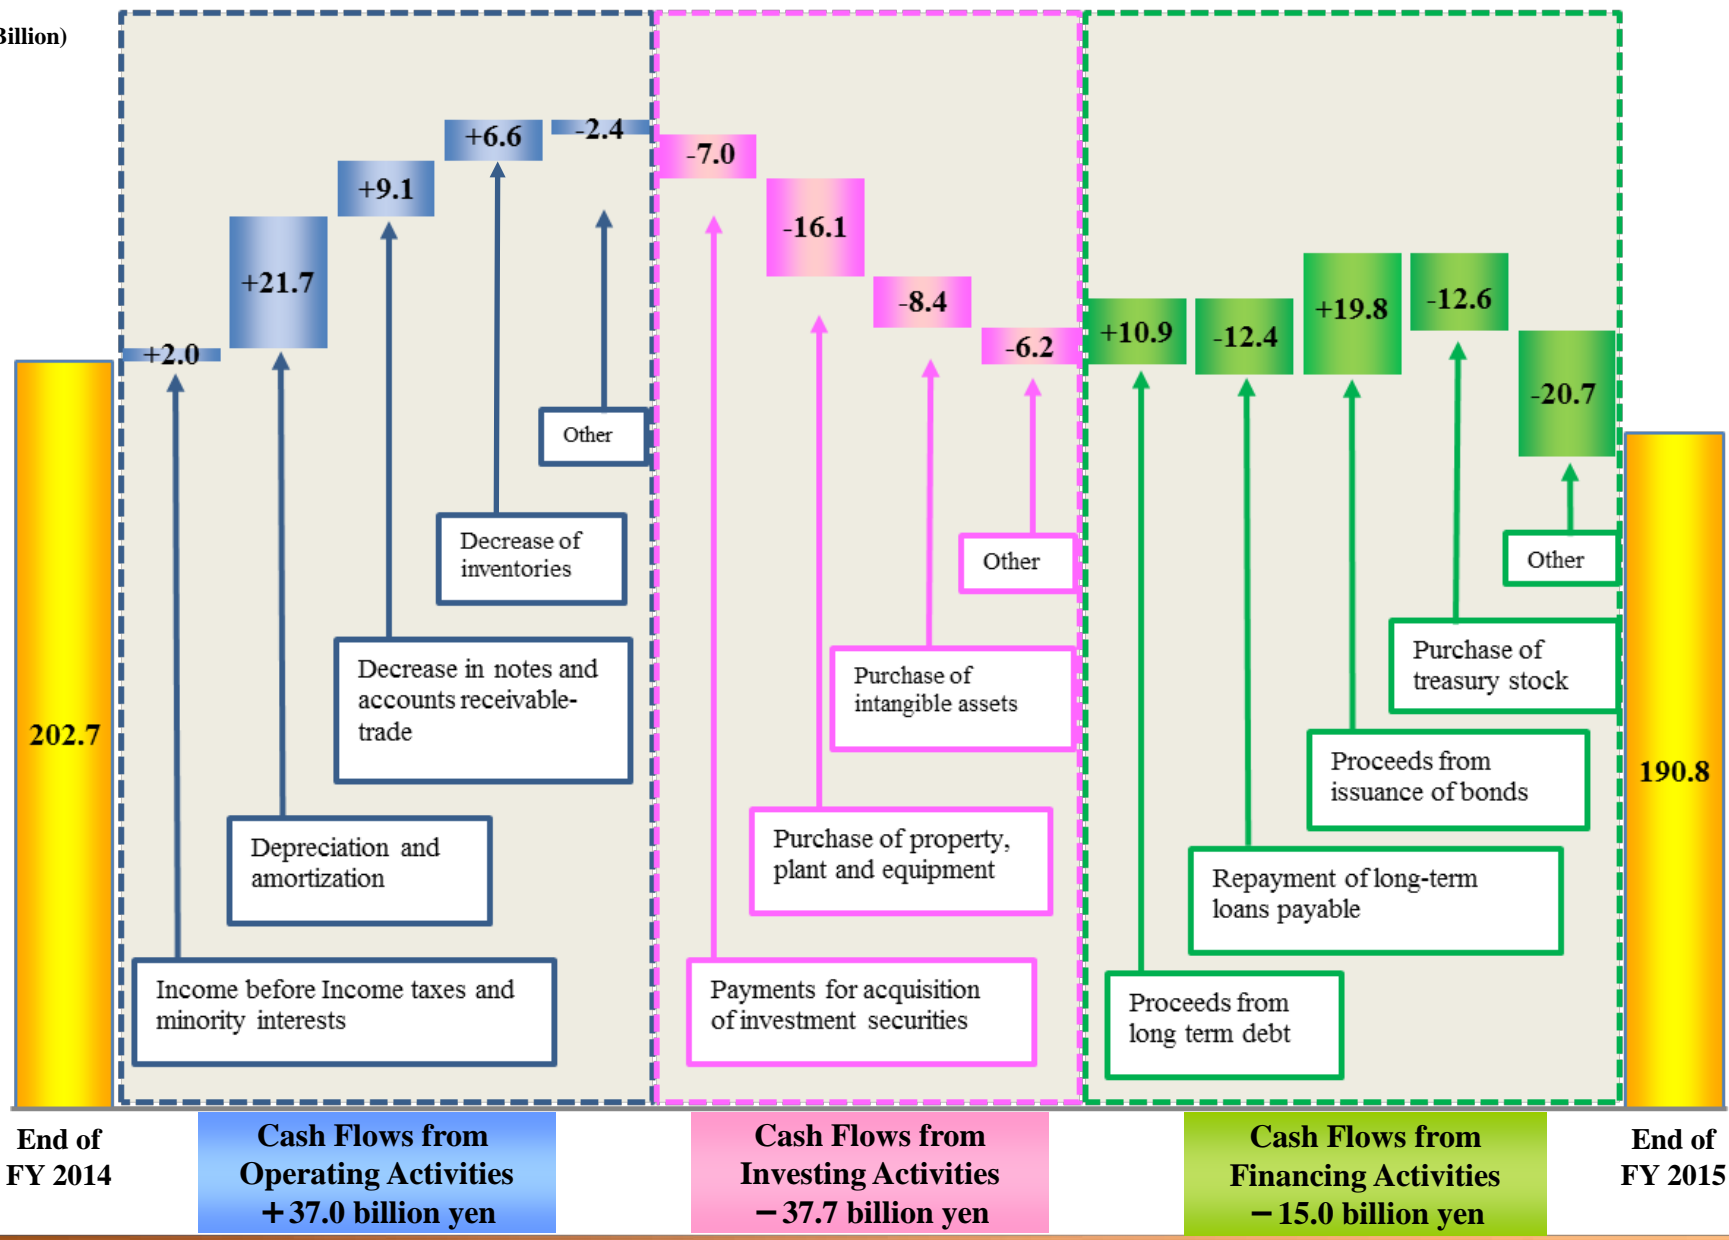 Billion)
+2.0
+21.7
+9.1
+6.6
-2.4
-7.0
-16.1
-8.4
-6.2
+10.9
-12.4
+19.8
-12.6
-20.7
202.7
190.8
Other
Decrease of
inventories
Decrease in notes and
accounts receivable-
trade
Depreciation and
amortization
Income before Income taxes and
minority interests
Other
Purchase of
intangible assets
Purchase of property,
plant and equipment
Payments for acquisition
of investment securities
Other
Purchase of
treasury stock
Proceeds from
issuance of bonds
Repayment of long-term
loans payable
Proceeds from
long term debt
End of
FY 2014
Cash Flows from
Operating Activities
+37.0 billion yen
Cash Flows from
Investing Activities
−37.7 billion yen
Cash Flows from
Financing Activities
−15.0 billion yen
End of
FY 2015